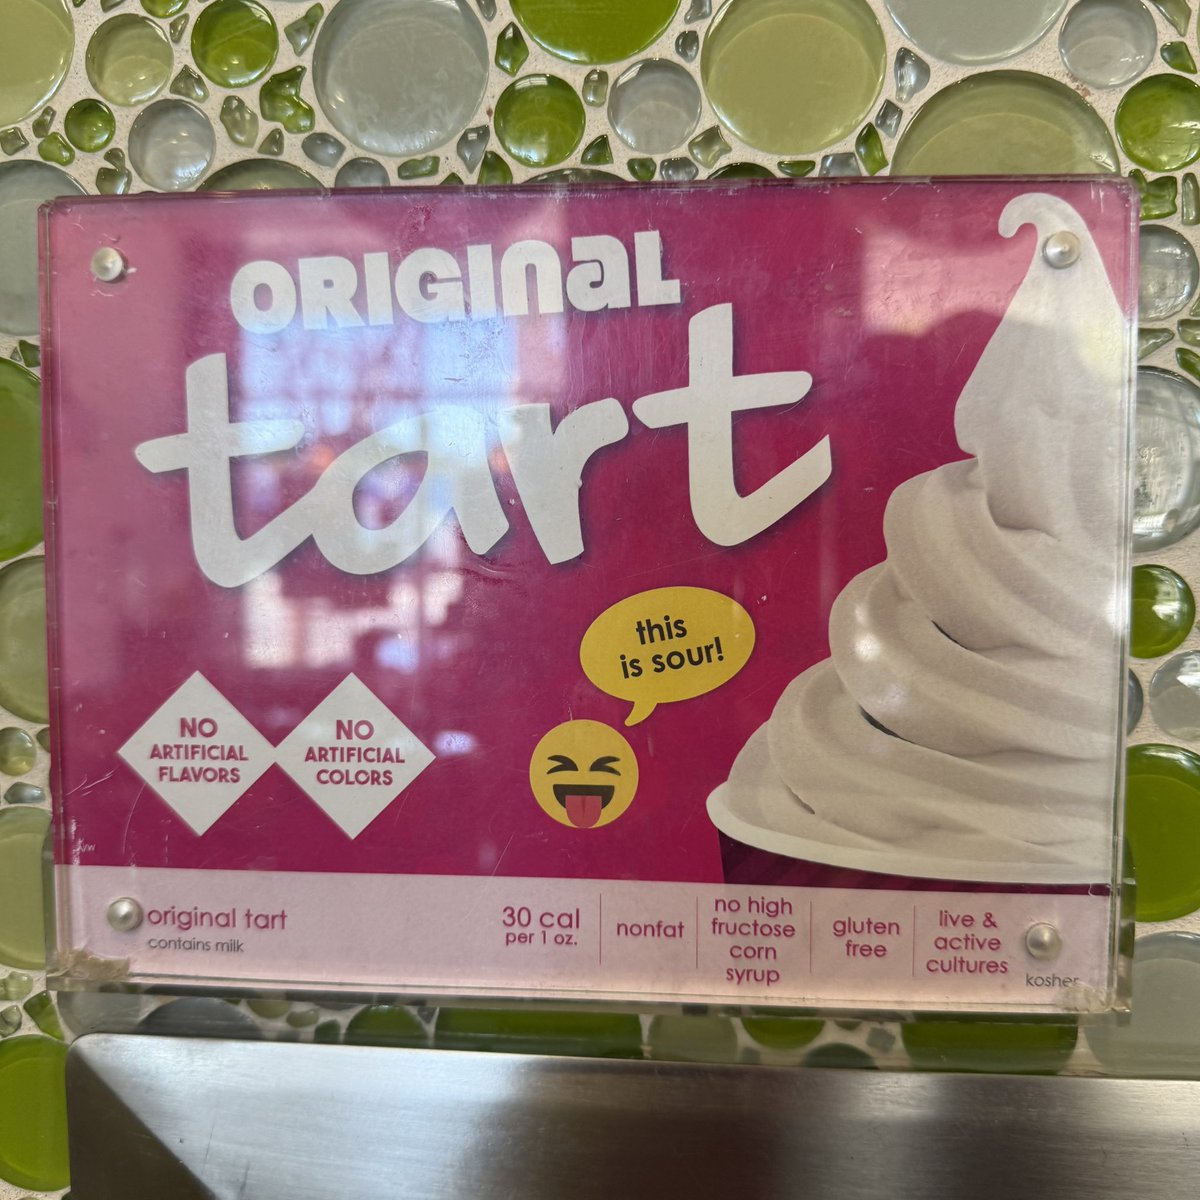 ORIGINAL
tart
this
is sour!
NO
ARTIFICIAL
FLAVORS
NO
ARTIFICIAL
COLORS
original tart
contains milk
30 cal
per 1 oz.
nonfat
no high
fructose
corn
syrup
gluten
free
live &
active
cultures
kosher